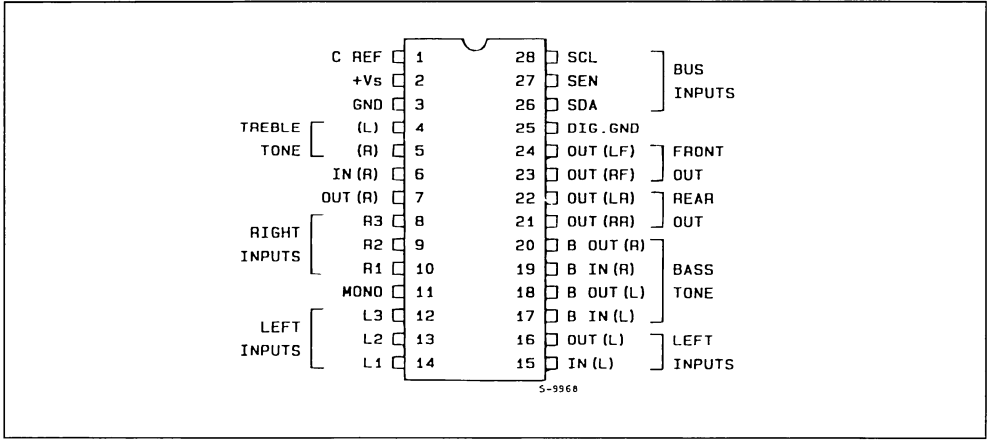 C REF 1 28 SCL
+Vs 2 27 SEN
BUS INPUTS
GND 3 26 SDA
TREBLE TONE
(L) 4 25 DIG.GND
(R) 5 24 OUT (LF)
FRONT OUT
IN (R) 6 23 OUT (RF)
OUT (R) 7 22 OUT (LR)
REAR OUT
RIGHT INPUTS
R3 8 21 OUT (RR)
R2 9 20 B OUT (R)
R1 10 19 B IN (R)
BASS TONE
MONO 11 18 B OUT (L)
LEFT INPUTS
L3 12 17 B IN (L)
L2 13 16 OUT (L)
LEFT INPUTS
L1 14 15 IN (L)
S-9968